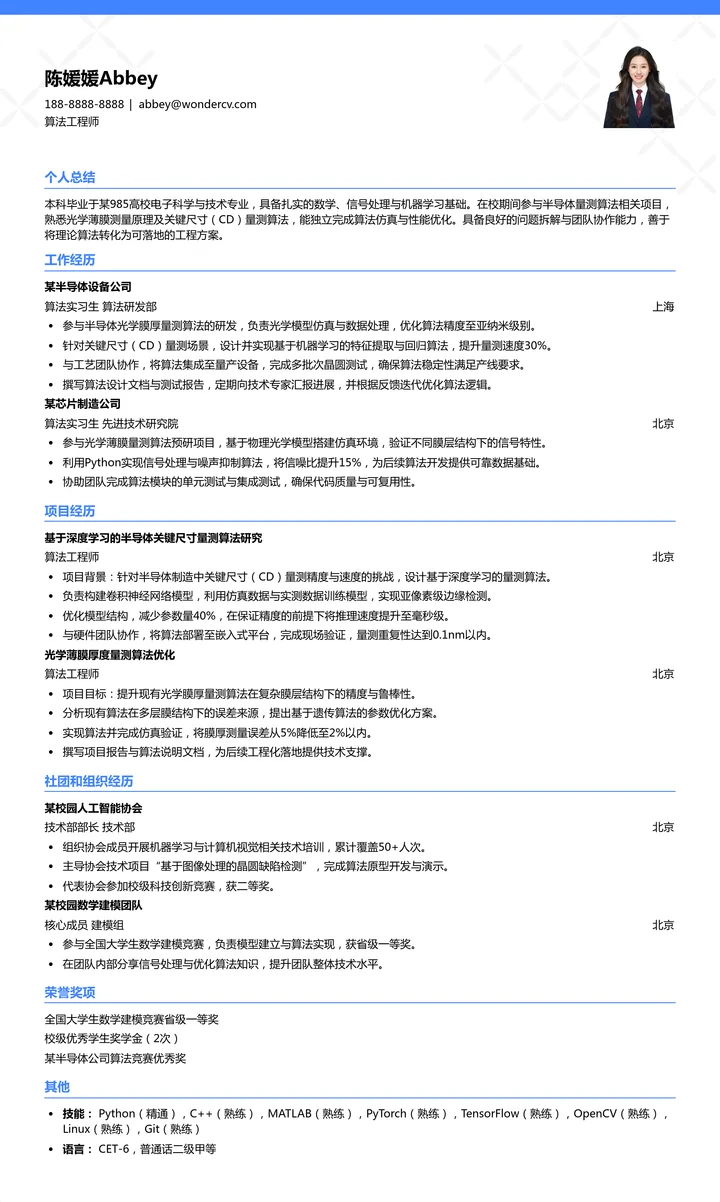 陈媛媛Abbey
188-8888-8888 | abbey@wondercv.com
算法工程师
个人总结
本科毕业于某985高校电子科学与技术专业，具备扎实的数学、信号处理与机器学习基础。在校期间参与半导体量测算法相关项目，
熟悉光学薄膜测量原理及关键尺寸（CD）量测算法，能独立完成算法仿真与性能优化。具备良好的问题拆解与团队协作能力，善于
将理论算法转化为可落地的工程方案。
工作经历
某半导体设备公司
算法实习生 算法研发部 上海
• 参与半导体光学膜厚量测算法的研发，负责光学模型仿真与数据处理，优化算法精度至亚纳米级别。
• 针对关键尺寸（CD）量测场景，设计并实现基于机器学习的特征提取与回归算法，提升量测速度30%。
• 与工艺团队协作，将算法集成至量产设备，完成多批次晶圆测试，确保算法稳定性满足产线要求。
• 撰写算法设计文档与测试报告，定期向技术专家汇报进展，并根据反馈迭代优化算法逻辑。
某芯片制造公司
算法实习生 先进技术研究院 北京
• 参与光学薄膜量测算法预研项目，基于物理光学模型搭建仿真环境，验证不同膜层结构下的信号特性。
• 利用Python实现信号处理与噪声抑制算法，将信噪比提升15%，为后续算法开发提供可靠数据基础。
• 协助团队完成算法模块的单元测试与集成测试，确保代码质量与可复用性。
项目经历
基于深度学习的半导体关键尺寸量测算法研究
算法工程师 北京
• 项目背景：针对半导体制造中关键尺寸（CD）量测精度与速度的挑战，设计基于深度学习的量测算法。
• 负责构建卷积神经网络模型，利用仿真数据与实测数据训练模型，实现亚像素级边缘检测。
• 优化模型结构，减少参数量40%，在保证精度的前提下将推理速度提升至毫秒级。
• 与硬件团队协作，将算法部署至嵌入式平台，完成现场验证，量测重复性达到0.1nm以内。
光学薄膜厚度量测算法优化
算法工程师 北京
• 项目目标：提升现有光学膜厚量测算法在复杂膜层结构下的精度与鲁棒性。
• 分析现有算法在多层膜结构下的误差来源，提出基于遗传算法的参数优化方案。
• 实现算法并完成仿真验证，将膜厚测量误差从5%降低至2%以内。
• 撰写项目报告与算法说明文档，为后续工程化落地提供技术支撑。
社团和组织经历
某校园人工智能协会
技术部部长 技术部 北京
• 组织协会成员开展机器学习与计算机视觉相关技术培训，累计覆盖50+人次。
• 主导协会技术项目“基于图像处理的晶圆缺陷检测”，完成算法原型开发与演示。
• 代表协会参加校级科技创新竞赛，获二等奖。
某校园数学建模团队
核心成员 建模组 北京
• 参与全国大学生数学建模竞赛，负责模型建立与算法实现，获省级一等奖。
• 在团队内部分享信号处理与优化算法知识，提升团队整体技术水平。
荣誉奖项
全国大学生数学建模竞赛省级一等奖
校级优秀学生奖学金（2次）
某半导体公司算法竞赛优秀奖
其他
• 技能： Python（精通），C++（熟练），MATLAB（熟练），PyTorch（熟练），TensorFlow（熟练），OpenCV（熟练），
Linux（熟练），Git（熟练）
• 语言： CET-6，普通话二级甲等